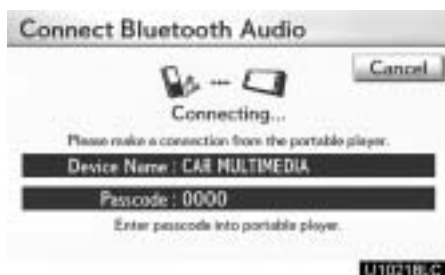 Connect Bluetooth Audio
Cancel
Connecting...
Please make a connection from the portable player.
Device Name : CAR MULTIMEDIA
Passcode : 0000
Enter passcode into portable player.